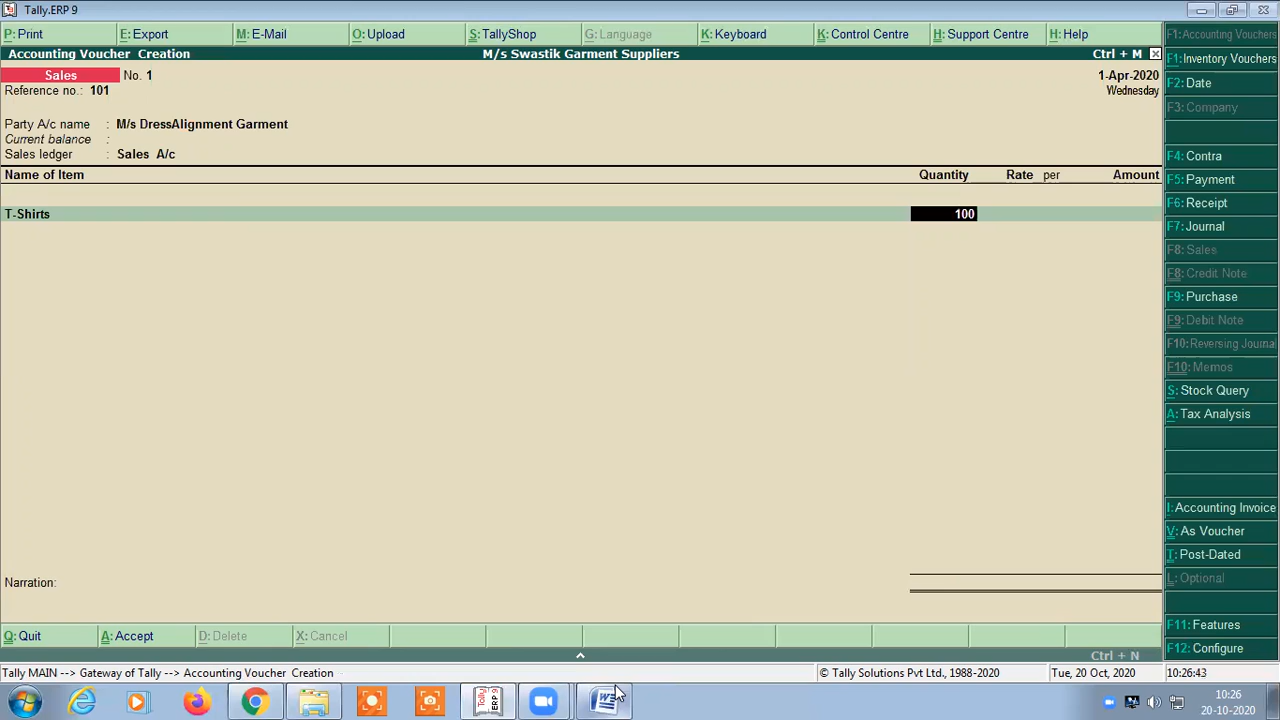 Tally.ERP 9
P: Print
E: Export
M: E-Mail
O: Upload
S: TallyShop
G: Language
K: Keyboard
K: Control Centre
H: Support Centre
H: Help
F1: Accounting Vouchers
Accounting Voucher Creation
M/s Swastik Garment Suppliers
Ctrl + M
F1: Inventory Vouchers
Sales No. 1
1-Apr-2020
F2: Date
Reference no.: 101
Wednesday
F3: Company
Party A/c name : M/s DressAlignment Garment
Current balance :
Sales ledger : Sales A/c
F4: Contra
Name of Item
Quantity
Rate
per
Amount
F5: Payment
F6: Receipt
T-Shirts
100
F7: Journal
F8: Sales
F8: Credit Note
F9: Purchase
F9: Debit Note
F10: Reversing Journal
F10: Memos
S: Stock Query
A: Tax Analysis
I: Accounting Invoice
V: As Voucher
T: Post-Dated
L: Optional
Narration:
F11: Features
Q: Quit
A: Accept
D: Delete
X: Cancel
F12: Configure
Ctrl + N
Tally MAIN --> Gateway of Tally --> Accounting Voucher Creation
© Tally Solutions Pvt Ltd., 1988-2020
Tue, 20 Oct, 2020
10:26:43
Tally
ERP 9
10:26
20-10-2020